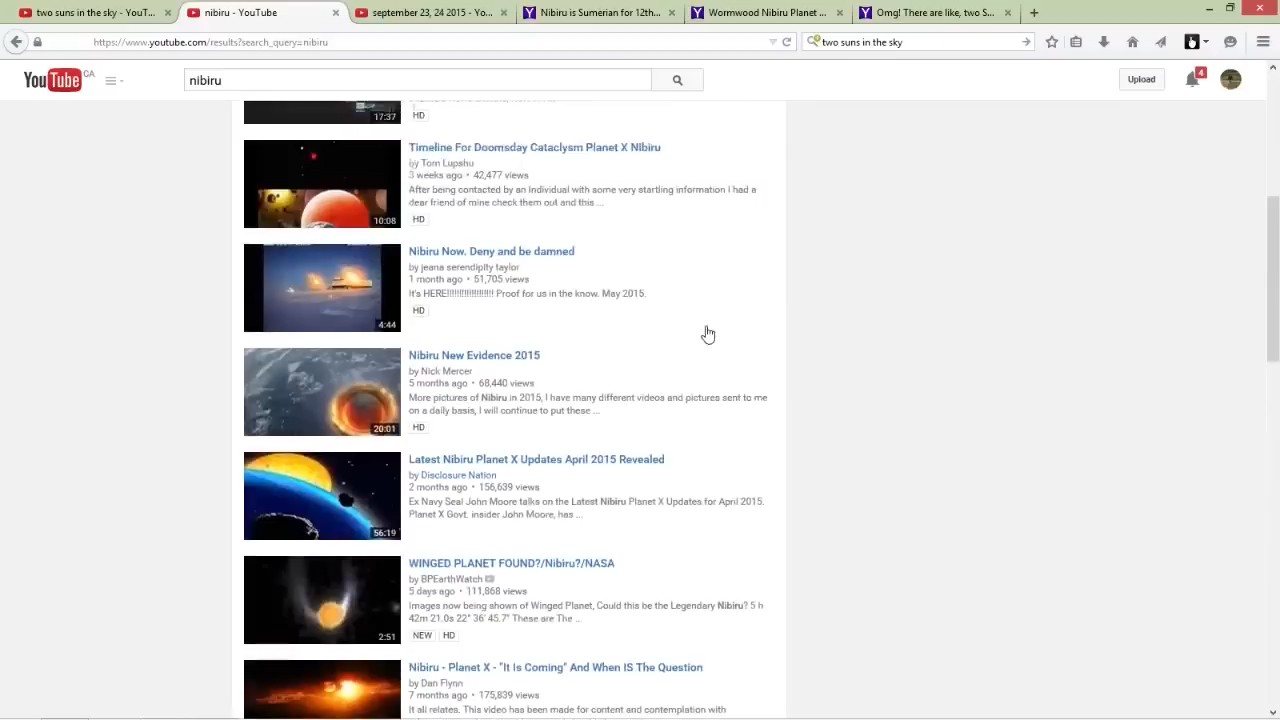 two suns in the sky - YouT...
nibiru - YouTube
september 23, 2015 - YouT...
Nibiru is Sumerian for 12th...
Wormwood Nibiru Planet ...
Omg! There are like, two S...
https://www.youtube.com/results?search_query=nibiru
two suns in the sky
YouTube CA
nibiru
Upload
4
17:37
HD
Timeline For Doomsday Cataclysm Planet X Nibiru
by Tom Lupshu
3 weeks ago • 42,477 views
After being contacted by an Individual with some very startling information I had a
dear friend of mine check them out and this ...
10:08
HD
Nibiru Now. Deny and be damned
by jeana serendipity taylor
1 month ago • 51,705 views
It's HERE!!!!!!!!!!!!!!!!!!! Proof for us in the know. May 2015.
HD
4:44
Nibiru New Evidence 2015
by Nick Mercer
5 months ago • 68,440 views
More pictures of Nibiru in 2015, I have many different videos and pictures sent to me
on a daily basis, I will continue to put these ...
20:01
HD
Latest Nibiru Planet X Updates April 2015 Revealed
by Disclosure Nation
2 months ago • 156,639 views
Ex Navy Seal John Moore talks on the Latest Nibiru Planet X Updates for April 2015.
Planet X Govt. insider John Moore, has ...
56:19
WINGED PLANET FOUND?/Nibiru?/NASA
by BPEarthWatch
5 days ago • 111,868 views
Images now being shown of Winged Planet, Could this be the Legendary Nibiru? 5 h
42m 21.0s 22° 36' 45.7" These are The ...
NEW HD
2:51
Nibiru - Planet X - "It Is Coming" And When IS The Question
by Dan Flynn
7 months ago • 175,839 views
It all relates. This video has been made for content and contemplation with